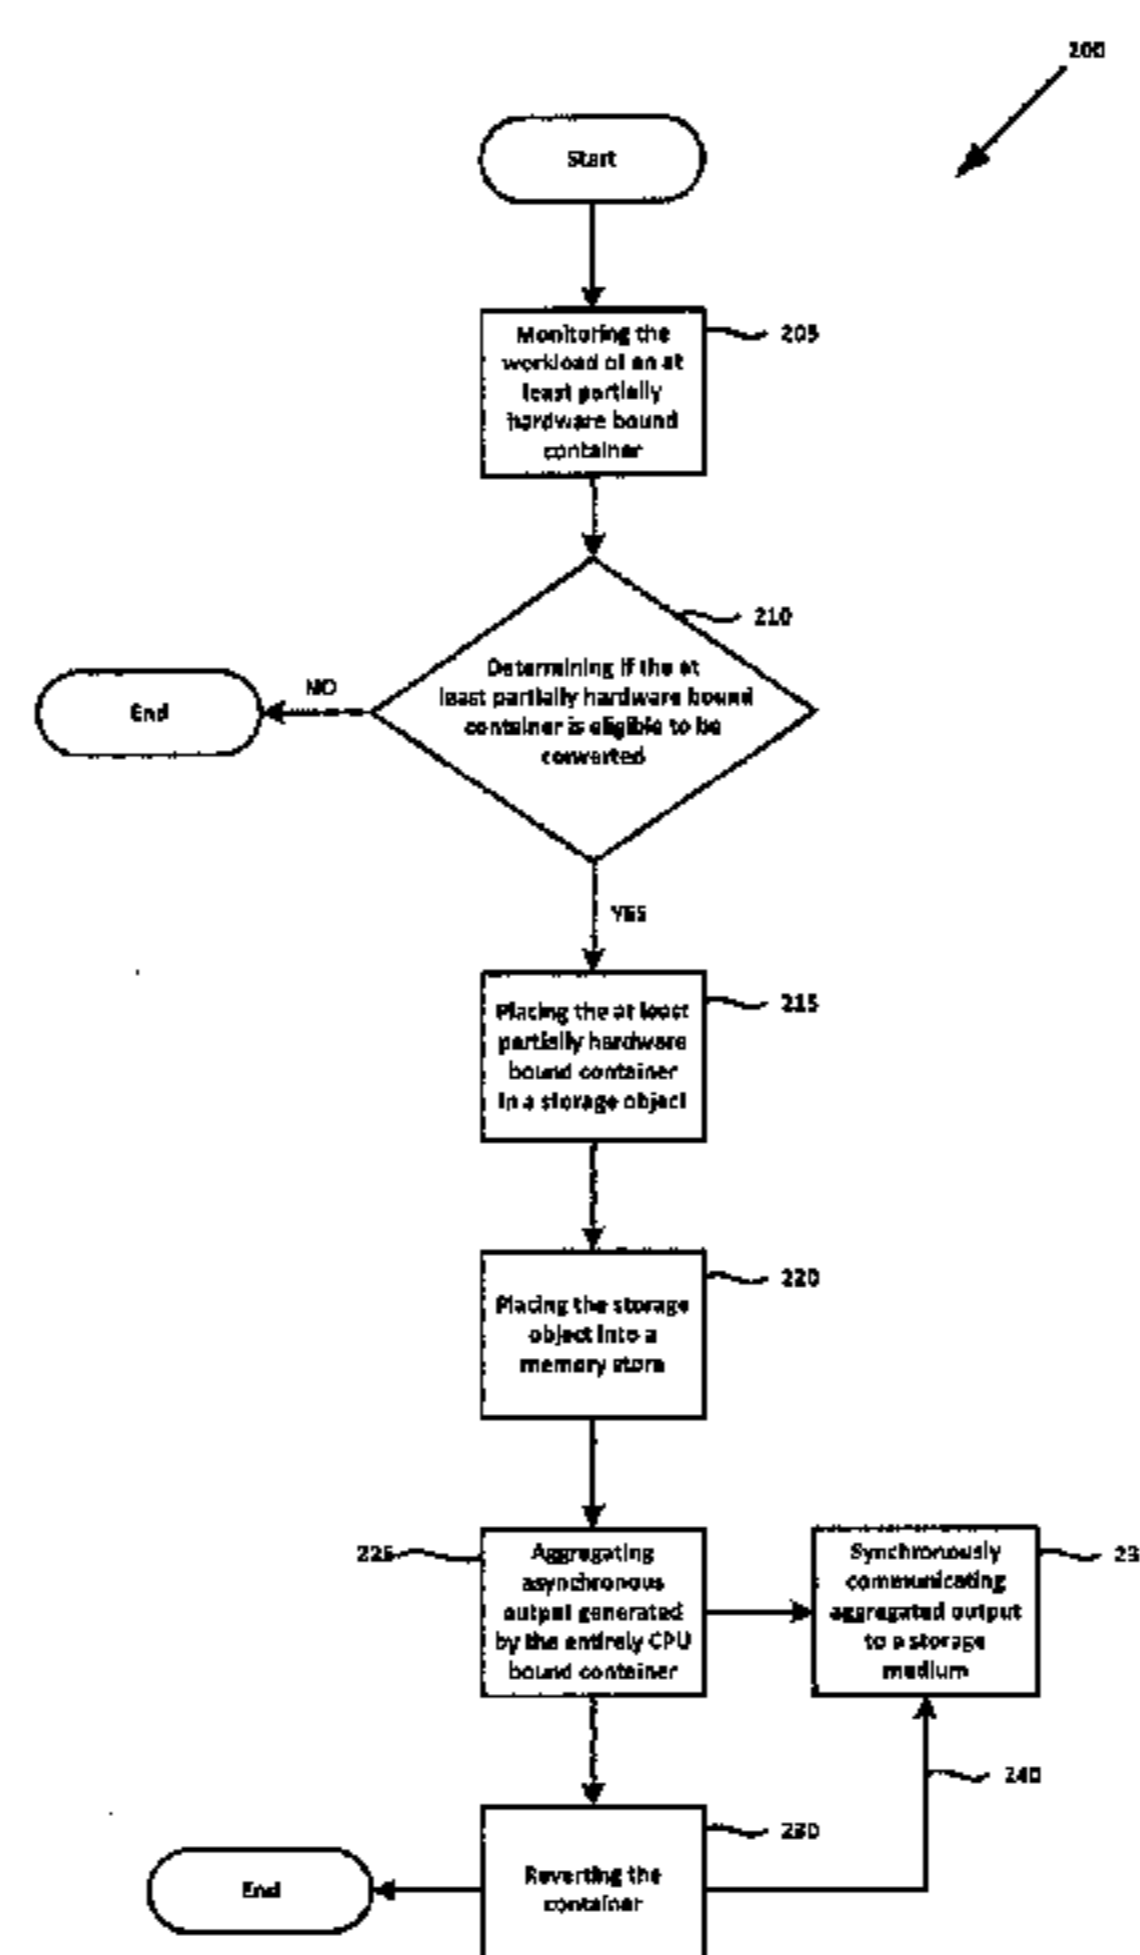 200
Start
Monitoring the
workload of an at
least partially
hardware bound
container
205
210
Determining if the at
least partially hardware bound
container is eligible to be
converted
NO
End
YES
Placing the at least
partially hardware
bound container
in a storage object
215
Placing the storage
object into a
memory store
220
225
Aggregating
asynchronous
output generated
by the entirely CPU
bound container
Synchronously
communicating
aggregated output
to a storage
medium
23
240
230
Reverting the
container
End